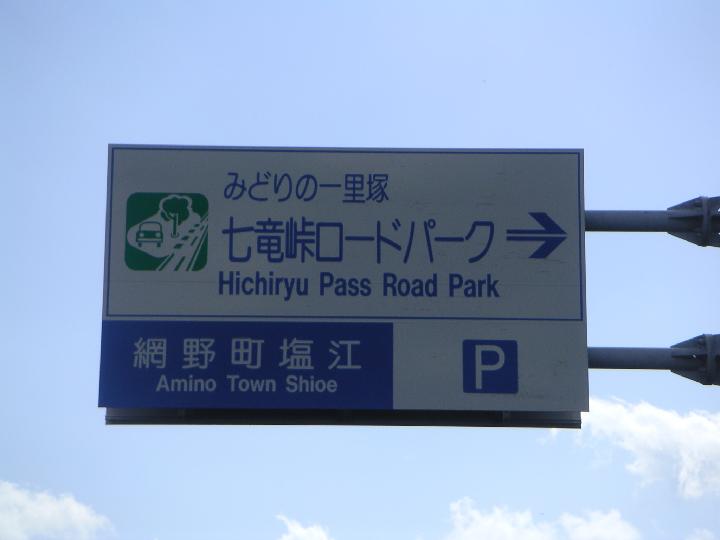 みどりの一里塚
七竜峠ロードパーク
Hichiryu Pass Road Park
網野町塩江
Amino Town Shioe
P